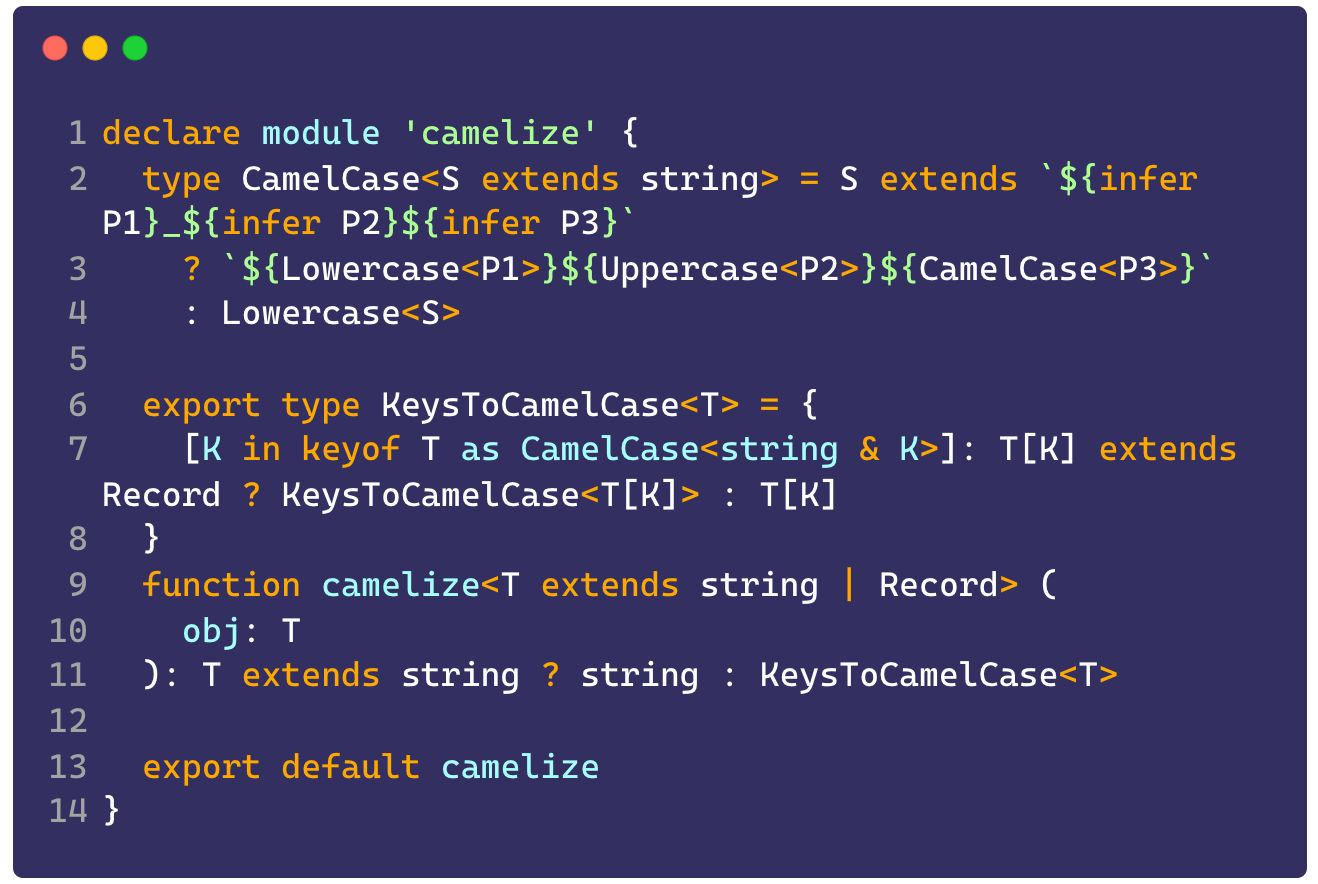 1 declare module 'camelize' {
2   type CamelCase<S extends string> = S extends `${infer
P1}_${infer P2}${infer P3}`
3     ? `${Lowercase<P1>}${Uppercase<P2>}${CamelCase<P3>}`
4     : Lowercase<S>
5
6   export type KeysToCamelCase<T> = {
7     [K in keyof T as CamelCase<string & K>]: T[K] extends
Record ? KeysToCamelCase<T[K]> : T[K]
8   }
9   function camelize<T extends string | Record> (
10     obj: T
11   ): T extends string ? string : KeysToCamelCase<T>
12
13   export default camelize
14 }